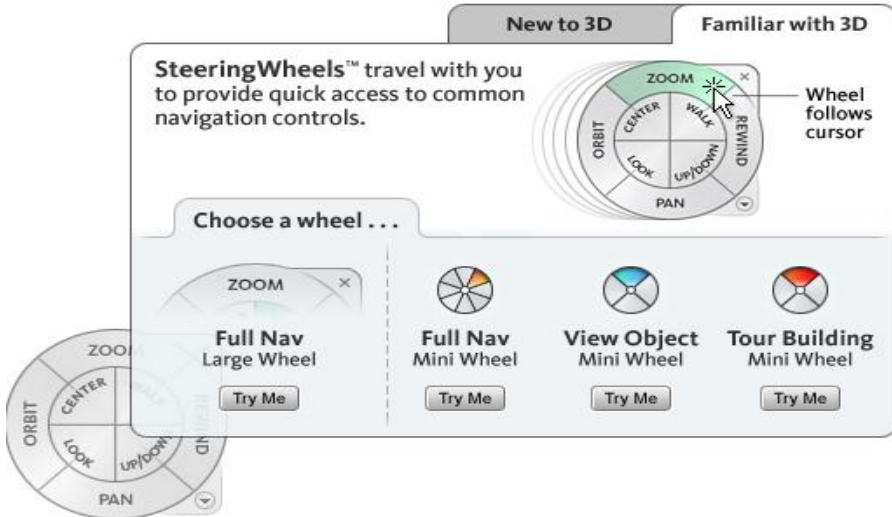 New to 3D
Familiar with 3D
SteeringWheels™ travel with you
to provide quick access to common
navigation controls.
ZOOM
ORBIT
CENTER
WALK
REWIND
LOOK
UP/DOWN
PAN
Wheel
follows
cursor
Choose a wheel . . .
ZOOM
Full Nav
Large Wheel
Try Me
Full Nav
Mini Wheel
Try Me
View Object
Mini Wheel
Try Me
Tour Building
Mini Wheel
Try Me
ZOOM
ORBIT
CENTER
WALK
REWIND
LOOK
UP/DOWN
PAN